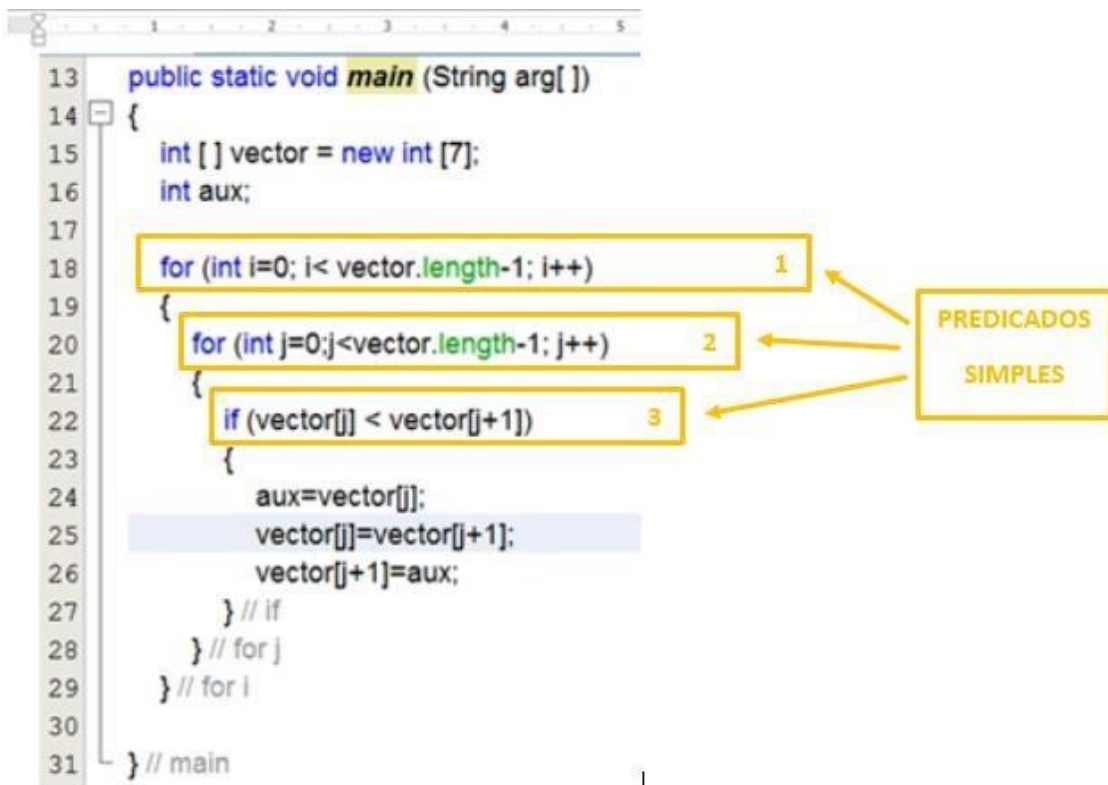 1 2 3 4 5
13 public static void main (String arg[ ])
14 {
15 int [ ] vector = new int [7];
16 int aux;
17
18 for (int i=0; i< vector.length-1; i++) 1
19 {
20 for (int j=0;j<vector.length-1; j++) 2
21 {
22 if (vector[j] < vector[j+1]) 3
23 {
24 aux=vector[j];
25 vector[j]=vector[j+1];
26 vector[j+1]=aux;
27 } // if
28 } // for j
29 } // for i
30
31 } // main
PREDICADOS
SIMPLES